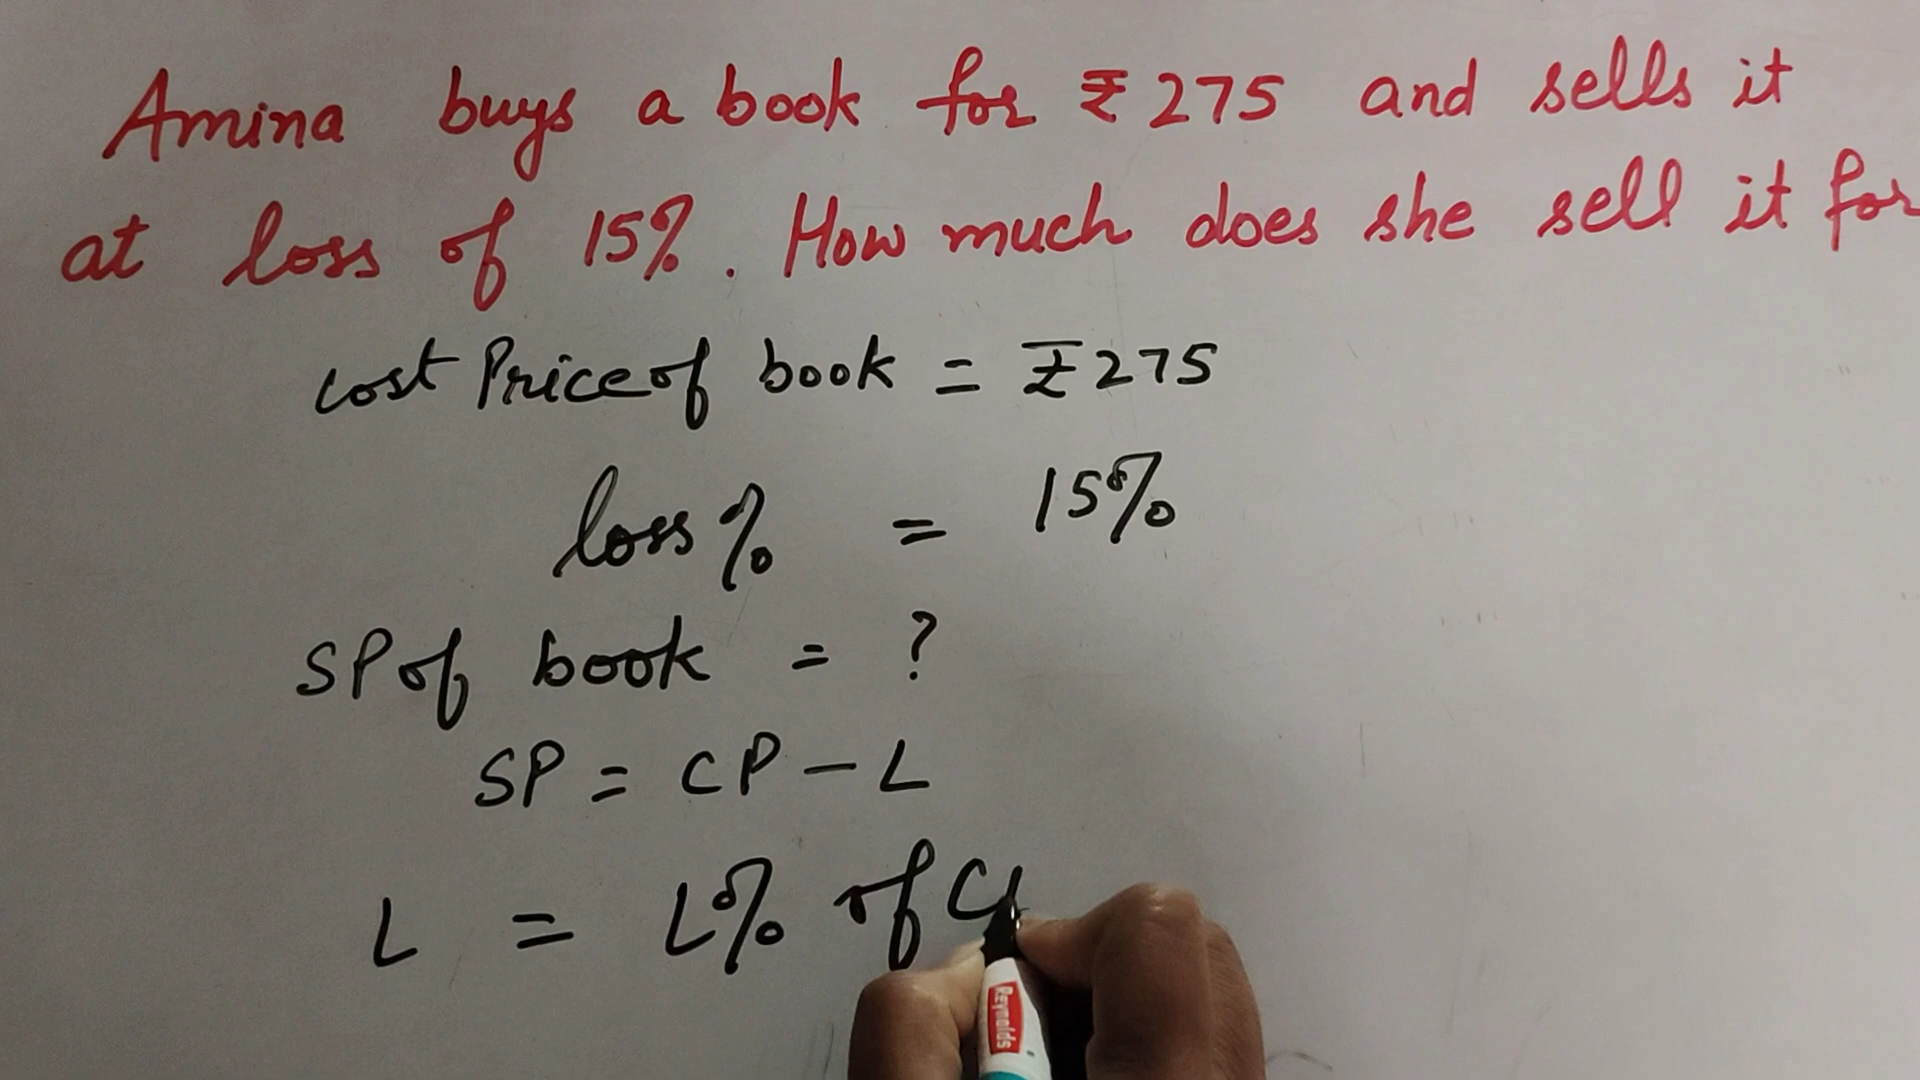 Amina buys a book for ₹275 and sells it
at loss of 15%. How much does she sell it for
cost Price of book = ₹275
loss% = 15%
SP of book = ?
SP = CP - L
L = L% of C
Reynolds